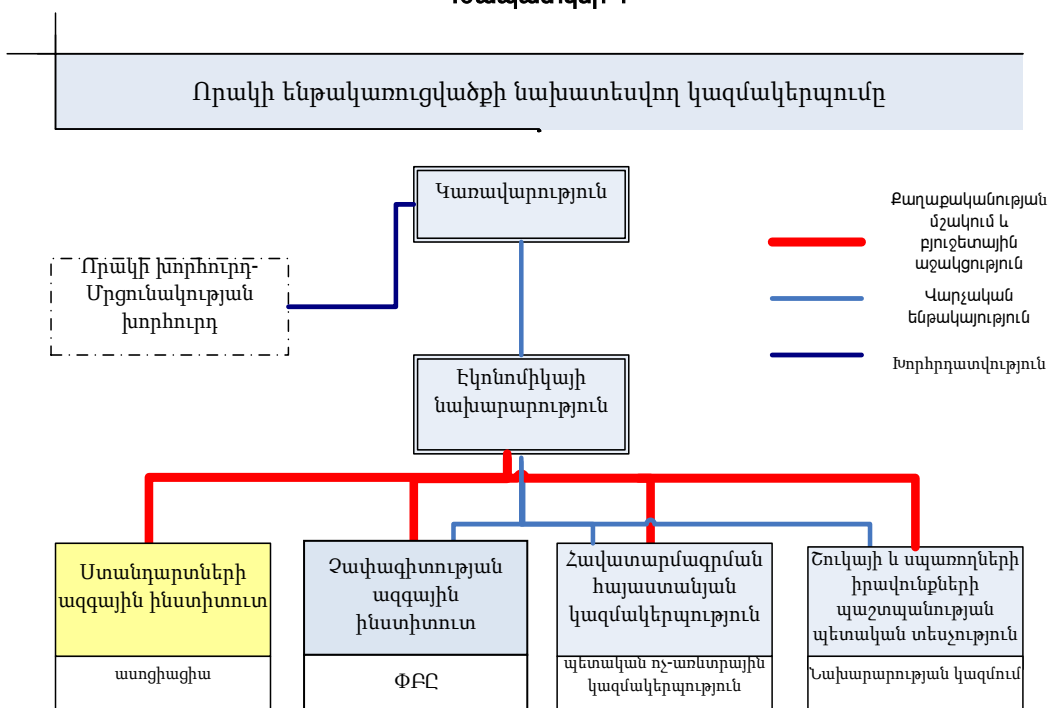 Որակի ենթակառուցվածքի նախատեսվող կազմակերպումը
Կառավարություն
Որակի խորհուրդ-
Մրցունակության
խորհուրդ
Քաղաքականության
մշակում և
բյուջետային
աջակցություն
Վարչական
ենթակայություն
Խորհրդատվություն
Էկոնոմիկայի
նախարարություն
Ստանդարտների
ազգային ինստիտուտ
ասոցիացիա
Չափագիտության
ազգային
ինստիտուտ
ՓԲԸ
Հավատարմագրման
հայաստանյան
կազմակերպություն
պետական ոչ-առևտրային
կազմակերպություն
Շուկայի և սպառողների
իրավունքների
պաշտպանության
պետական տեսչություն
Նախարարության կազմում